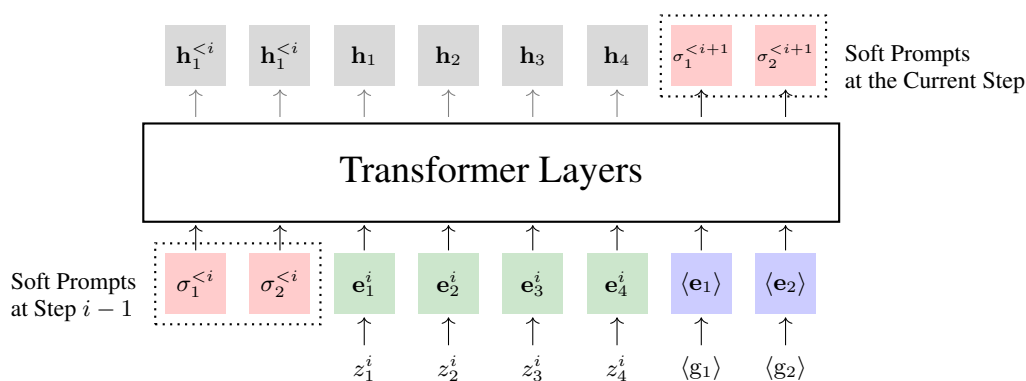 𝐡₁^{<i} 𝐡₁^{<i} 𝐡₁ 𝐡₂ 𝐡₃ 𝐡₄ σ₁^{<i+1} σ₂^{<i+1}
Soft Prompts
at the Current Step
Transformer Layers
Soft Prompts
at Step i − 1
σ₁^{<i} σ₂^{<i} 𝐞₁^i 𝐞₂^i 𝐞₃^i 𝐞₄^i ⟨𝐞₁⟩ ⟨𝐞₂⟩
z₁^i z₂^i z₃^i z₄^i ⟨g₁⟩ ⟨g₂⟩